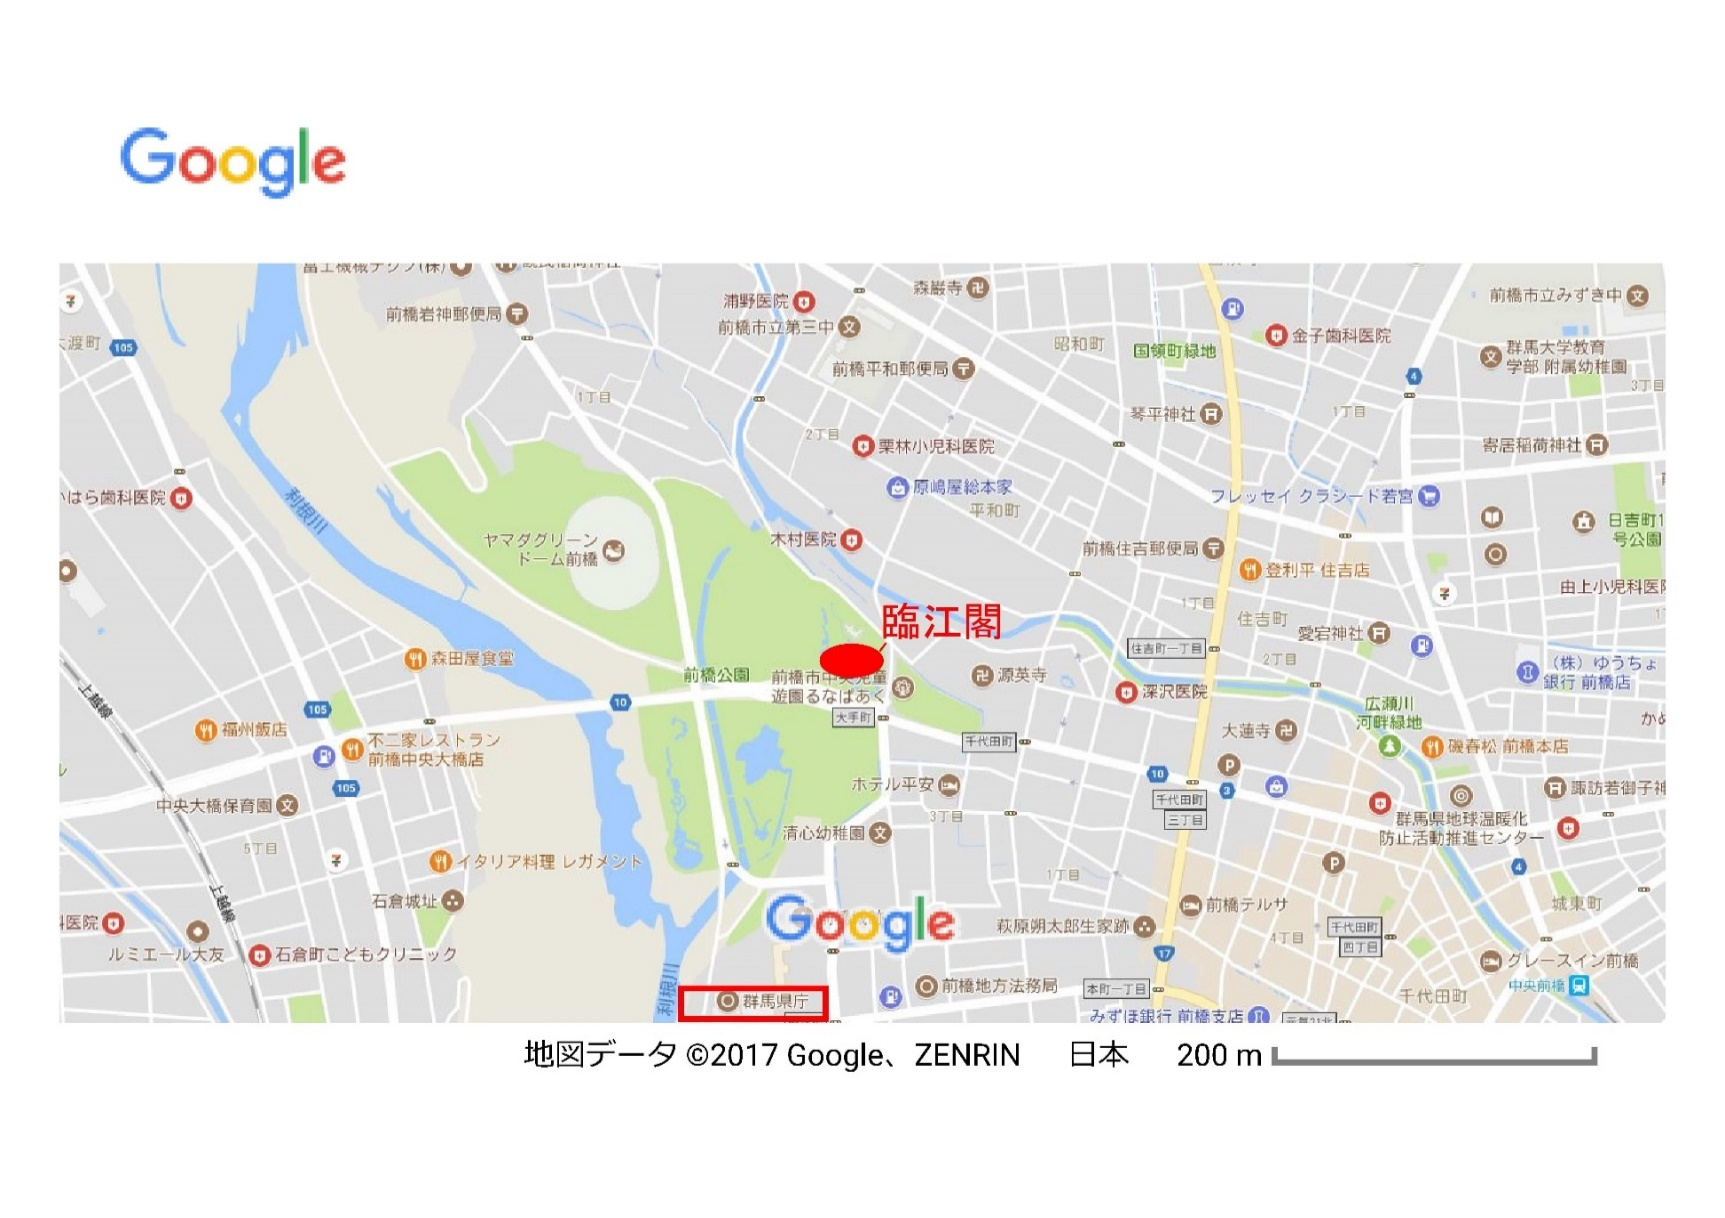 Google
前橋岩神郵便局
浦野医院
森巌寺
前橋市立みずき中
前橋市立第三中
金子歯科医院
105
昭和町
国領町緑地
群馬大学教育
学部 附属幼稚園
前橋平和郵便局
4
3丁目
1丁目
琴平神社
1丁目
2丁目
栗林小児科医院
寄居稲荷神社
原嶋屋総本家
フレッセイ クラシード若宮
利根川
平和町
日吉町1
号公園
ヤマダグリーン
ドーム前橋
木村医院
前橋住吉郵便局
登利平 住吉店
由上小児科医院
1丁目
臨江閣
住吉町
愛宕神社
住吉町一丁目
2丁目
森田屋食堂
前橋公園
前橋市中央児童
遊園るなぱあく
源英寺
(株)ゆうちょ
銀行 前橋店
深沢医院
10
105
大手町
広瀬川
河畔緑地
福州飯店
不二家レストラン
前橋中央大橋店
千代田町
大蓮寺
磯春松 前橋本店
上越線
P
10
3
105
ホテル平安
中央大橋保育園
千代田町
三丁目
諏訪若御子神
3丁目
清心幼稚園
群馬県地球温暖化
防止活動推進センター
5丁目
イタリア料理 レガメント
P
4
1丁目
石倉城址
上越線
Google
前橋テルサ
城東町
萩原朔太郎生家跡
千代田町
四丁目
4丁目
ルミエール大友
石倉町こどもクリニック
17
グレースイン前橋
利根川
前橋地方法務局
本町一丁目
千代田町
中央前橋
群馬県庁
みずほ銀行 前橋支店
地図データ ©2017 Google、ZENRIN 日本 200 m